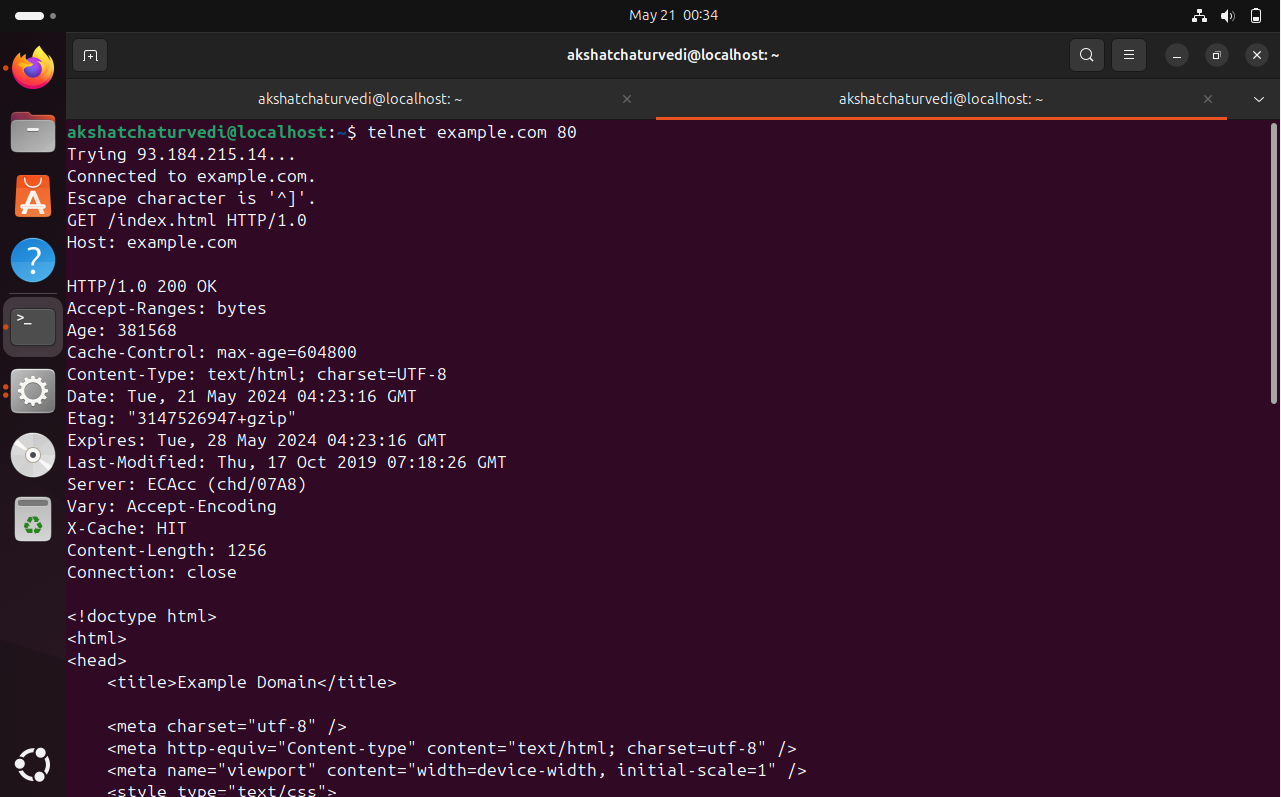 May 21 00:34
akshatchaturvedi@localhost: ~
akshatchaturvedi@localhost: ~
akshatchaturvedi@localhost: ~
akshatchaturvedi@localhost:~$ telnet example.com 80
Trying 93.184.215.14...
Connected to example.com.
Escape character is '^]'.
GET /index.html HTTP/1.0
Host: example.com

HTTP/1.0 200 OK
Accept-Ranges: bytes
Age: 381568
Cache-Control: max-age=604800
Content-Type: text/html; charset=UTF-8
Date: Tue, 21 May 2024 04:23:16 GMT
Etag: "3147526947+gzip"
Expires: Tue, 28 May 2024 04:23:16 GMT
Last-Modified: Thu, 17 Oct 2019 07:18:26 GMT
Server: ECAcc (chd/07A8)
Vary: Accept-Encoding
X-Cache: HIT
Content-Length: 1256
Connection: close

<!doctype html>
<html>
<head>
    <title>Example Domain</title>

    <meta charset="utf-8" />
    <meta http-equiv="Content-type" content="text/html; charset=utf-8" />
    <meta name="viewport" content="width=device-width, initial-scale=1" />
    <style type="text/css">